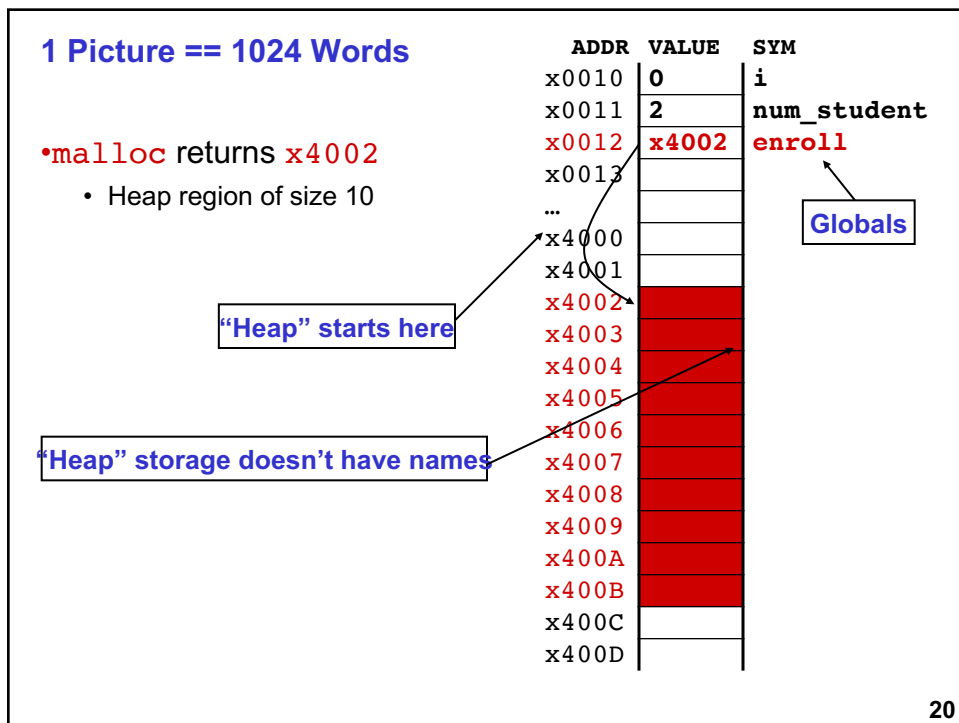 1 Picture == 1024 Words
•malloc returns x4002
• Heap region of size 10
"Heap" starts here
"Heap" storage doesn't have names
ADDR VALUE SYM
x0010 0 i
x0011 2 num_student
x0012 x4002 enroll
x0013
…
x4000
x4001
x4002
x4003
x4004
x4005
x4006
x4007
x4008
x4009
x400A
x400B
x400C
x400D
Globals
20